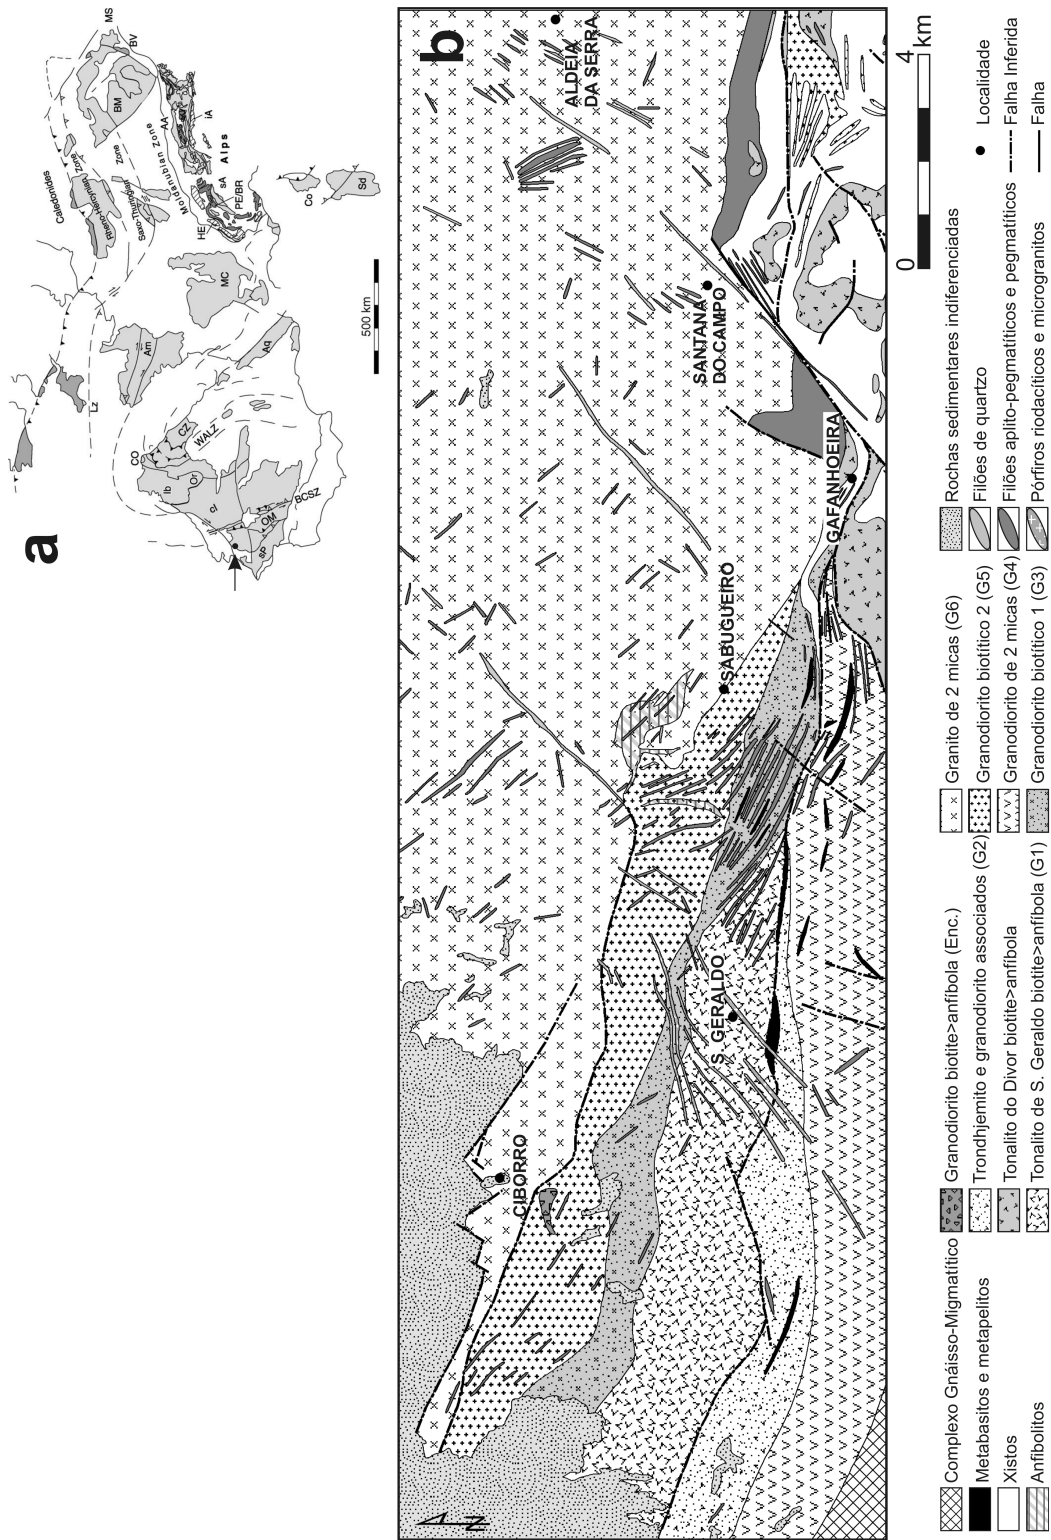 a
MS
BV
BM
Caledonides
Rheno-Hercynian Zone
Saxo-Thuringian Zone
Moldanubian zone
AA
IA
sA
Alps
HE
PE/BR
Co
Sd
MC
Am
Lz
Aq
CO
CZ
WALZ
Ib
Or
cI
BCSZ
OM
SP
500 km
b
ALDEIA
DA SERRA
SANTANA
DO CAMPO
GAFANHOEIRA
SABUGUEIRO
S. GERALDO
CIBORRO
N
0
4
km
Complexo Gnáisso-Migmatítico
Metabasitos e metapelitos
Xistos
Anfibolitos
Granodiorito biotite>anfíbola (Enc.)
Trondhjemito e granodiorito associados (G2)
Tonalito do Divor biotite>anfíbola
Tonalito de S. Geraldo biotite>anfíbola (G1)
Granito de 2 micas (G6)
Granodiorito biotítico 2 (G5)
Granodiorito de 2 micas (G4)
Granodiorito biotítico 1 (G3)
Rochas sedimentares indiferenciadas
Filões de quartzo
Filões aplito-pegmatíticos e pegmatíticos
Pórfiros riodacíticos e microgranitos
Localidade
Falha Inferida
Falha